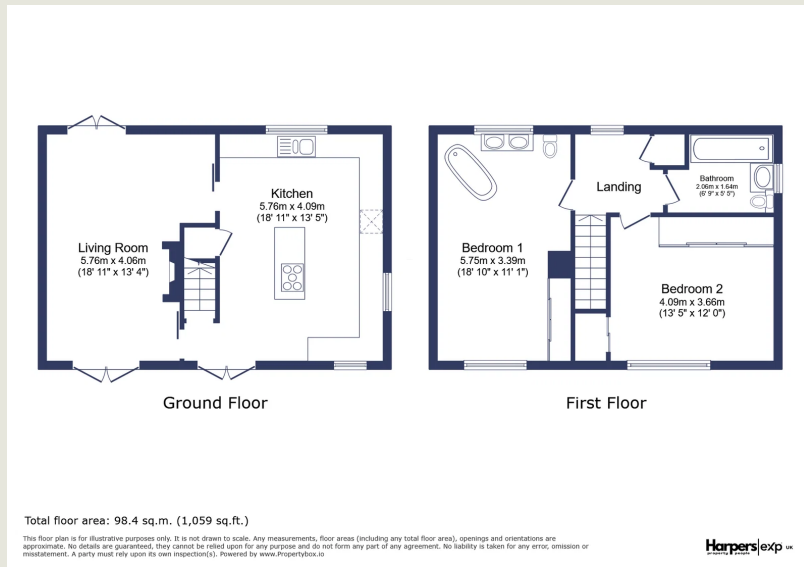 Living Room
5.76m x 4.06m
(18' 11" x 13' 4")
Kitchen
5.76m x 4.09m
(18' 11" x 13' 5")
Ground Floor
Bedroom 1
5.75m x 3.39m
(18' 10" x 11' 1")
Landing
Bathroom
2.06m x 1.64m
(6' 9" x 5' 5")
Bedroom 2
4.09m x 3.66m
(13' 5" x 12' 0")
First Floor
Total floor area: 98.4 sq.m. (1,059 sq.ft.)
This floor plan is for illustrative purposes only. It is not drawn to scale. Any measurements, floor areas (including any total floor area), openings and orientations are
approximate. No details are guaranteed, they cannot be relied upon for any purpose and do not form any part of any agreement. No liability is taken for any error, omission or
misstatement. A party must rely upon its own inspection(s). Powered by www.Propertybox.io
Harpers|exp UK
property people